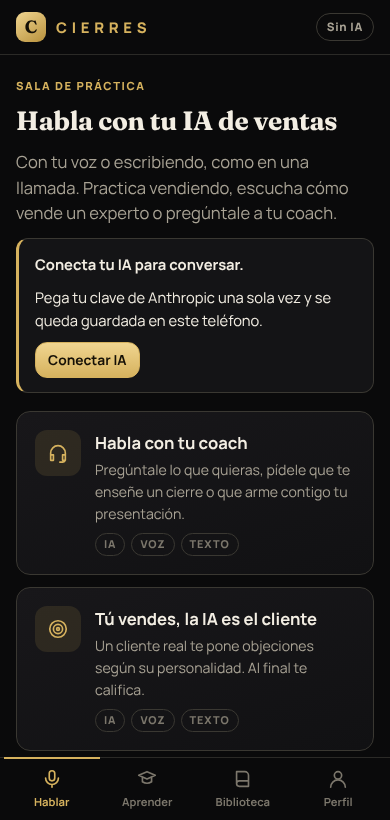 C CIERRES
Sin IA
SALA DE PRÁCTICA
Habla con tu IA de ventas
Con tu voz o escribiendo, como en una
llamada. Practica vendiendo, escucha cómo
vende un experto o pregúntale a tu coach.
Conecta tu IA para conversar.
Pega tu clave de Anthropic una sola vez y se
queda guardada en este teléfono.
Conectar IA
Habla con tu coach
Pregúntale lo que quieras, pídele que te
enseñe un cierre o que arme contigo tu
presentación.
IA VOZ TEXTO
Tú vendes, la IA es el cliente
Un cliente real te pone objeciones
según su personalidad. Al final te
califica.
IA VOZ TEXTO
Hablar Aprender Biblioteca Perfil